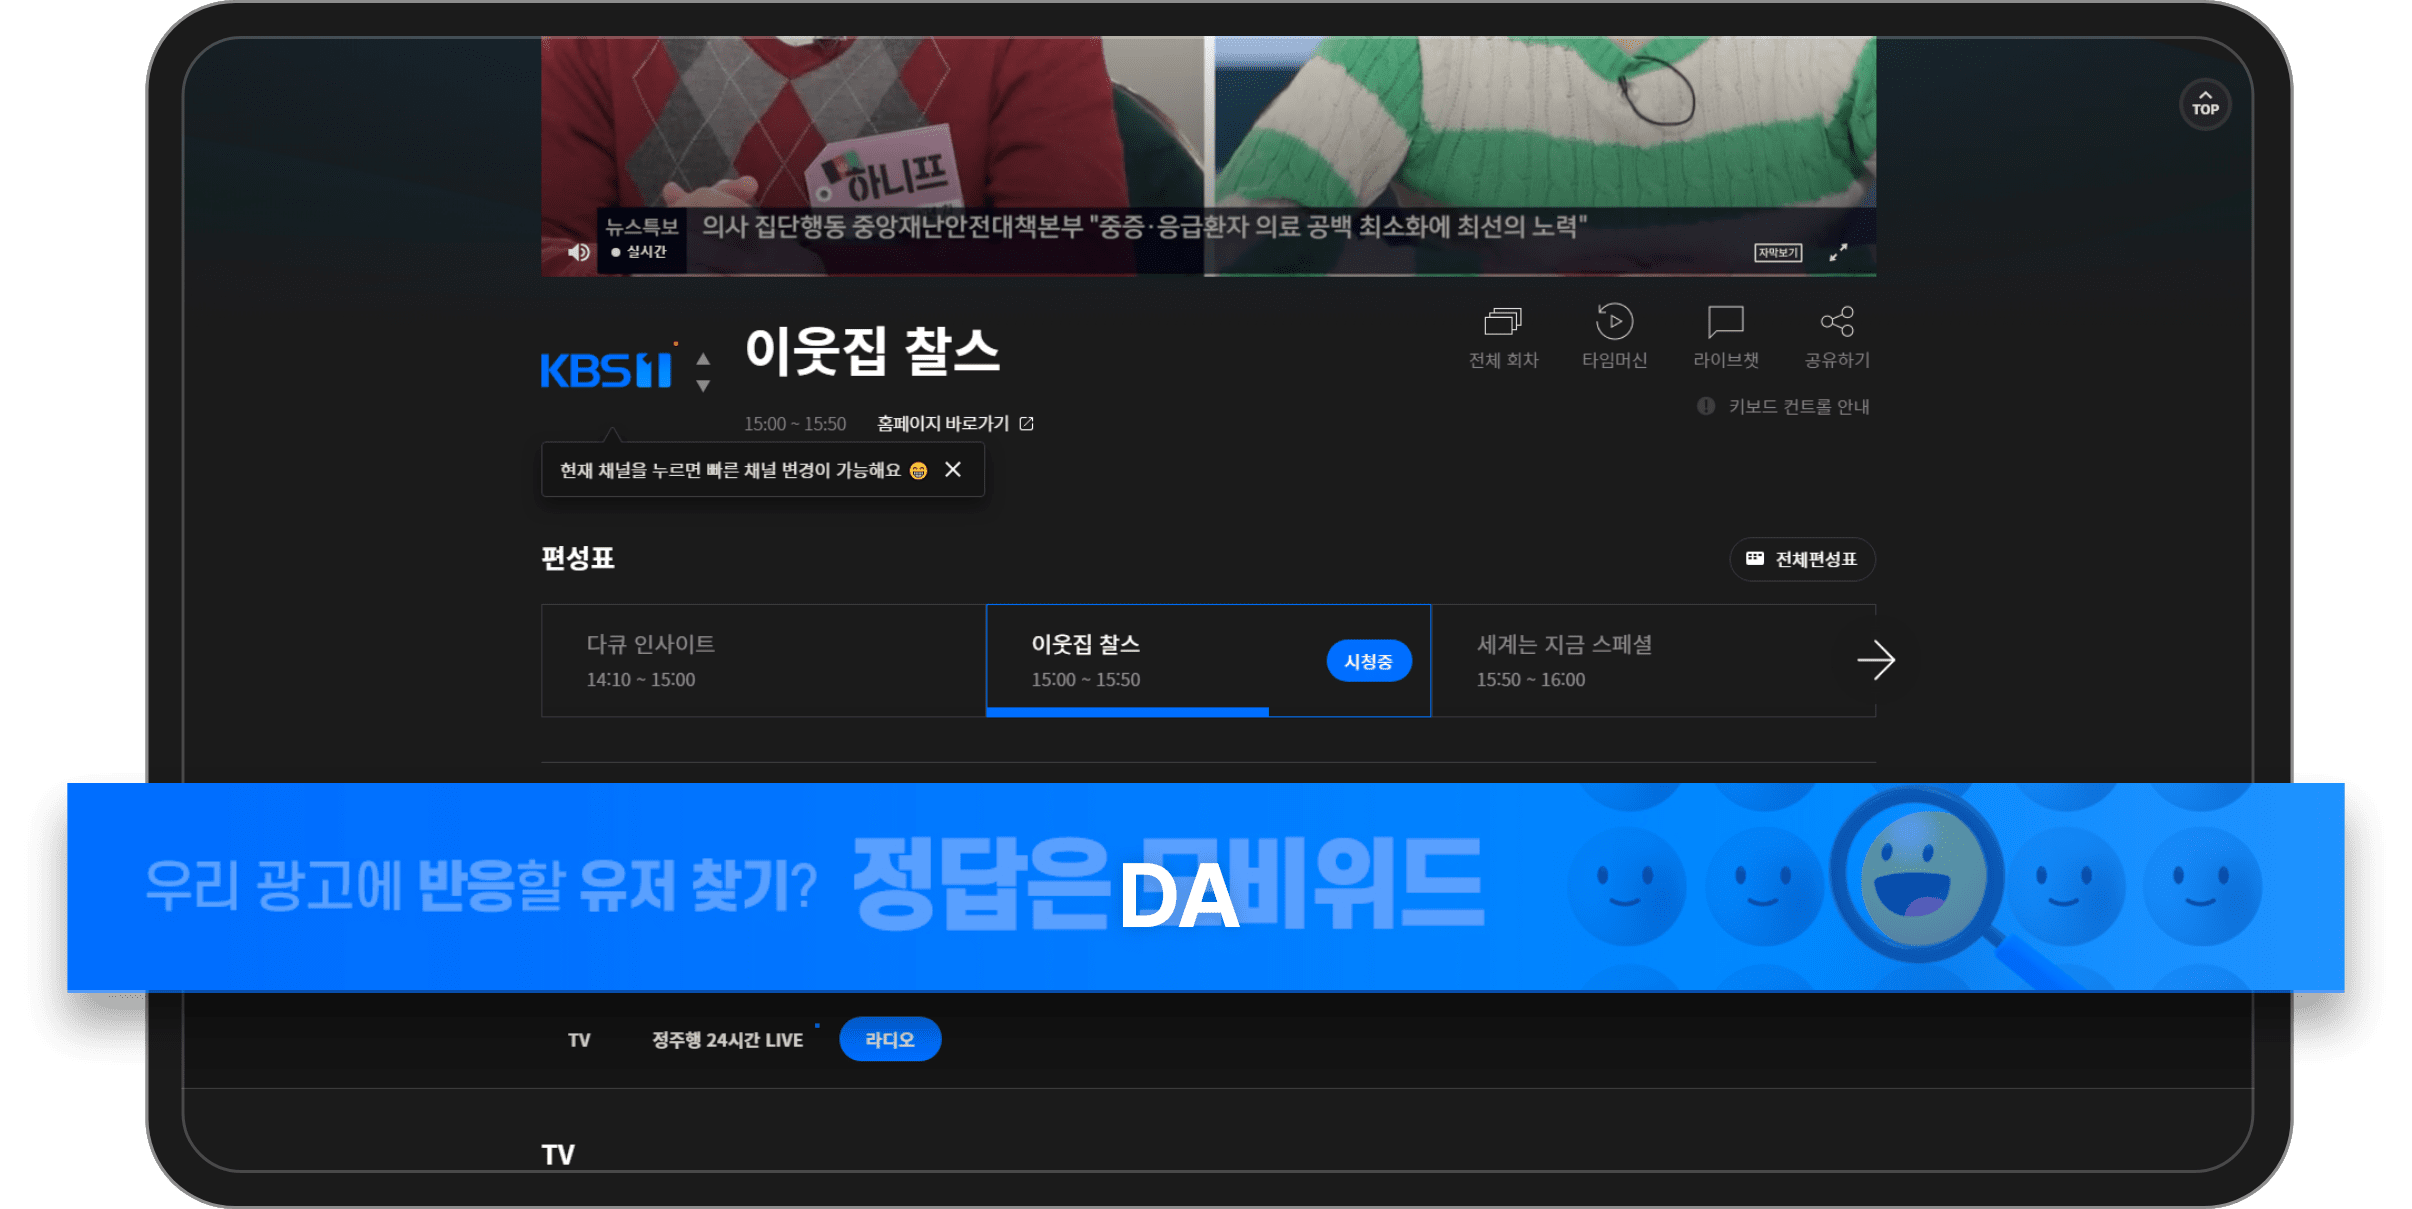 TOP
하니프
뉴스특보 의사 집단행동 중앙재난안전대책본부 "중증·응급환자 의료 공백 최소화에 최선의 노력"
실시간
자막보기
KBS 1
이웃집 찰스
전체 회차 타임머신 라이브챗 공유하기
15:00 ~ 15:50 홈페이지 바로가기
키보드 컨트롤 안내
현재 채널을 누르면 빠른 채널 변경이 가능해요 😁 ×
편성표
전체편성표
다큐 인사이트
14:10 ~ 15:00
이웃집 찰스
15:00 ~ 15:50
시청중
세계는 지금 스페셜
15:50 ~ 16:00
우리 광고에 반응할 유저 찾기? 정답은 모비위드
DA
TV 정주행 24시간 LIVE 라디오
TV